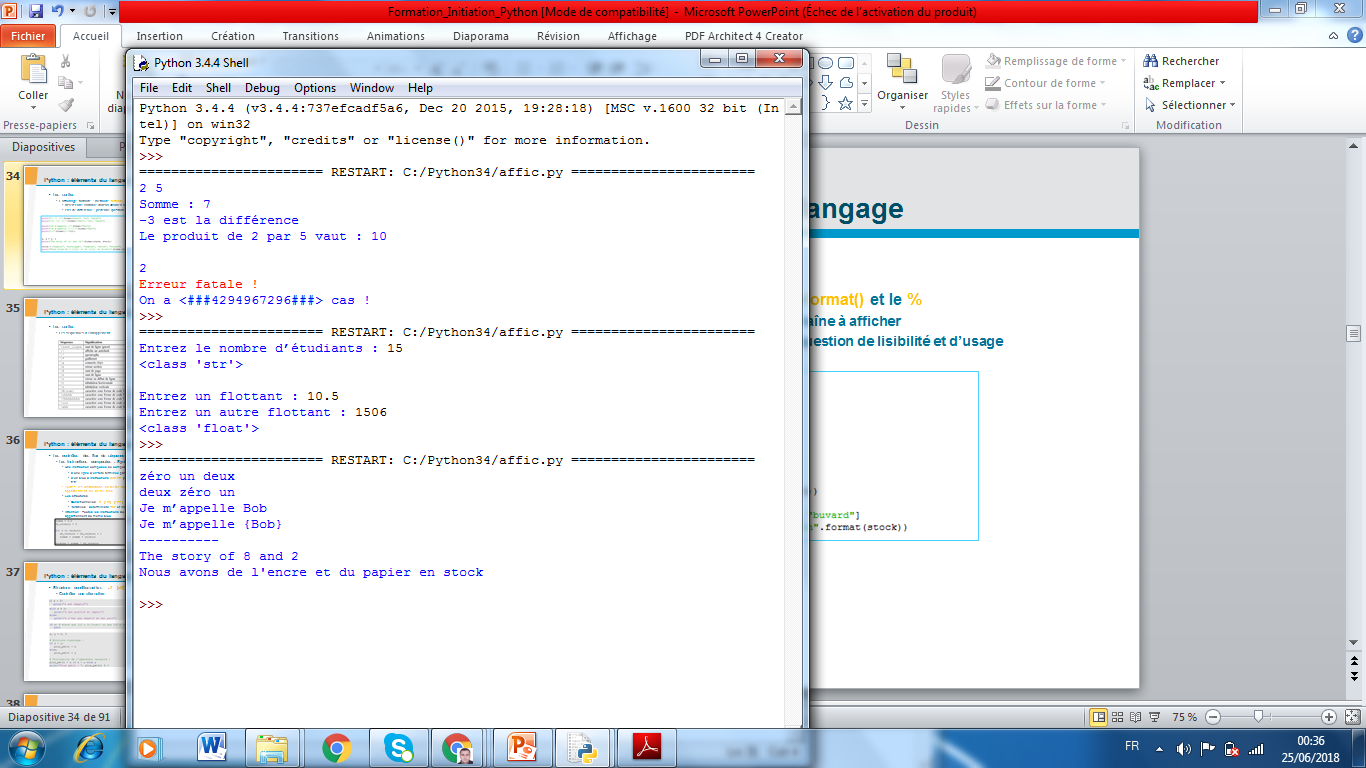 Formation_Initiation_Python [Mode de compatibilité] - Microsoft PowerPoint (Échec de l'activation du produit)
Fichier Accueil Insertion Création Transitions Animations Diaporama Révision Affichage PDF Architect 4 Creator
Coller
Presse-papiers
Organiser
Styles rapides
Remplissage de forme
Contour de forme
Effets sur la forme
Dessin
Rechercher
Remplacer
Sélectionner
Modification
Diapositives
Python 3.4.4 Shell
File Edit Shell Debug Options Window Help
Python 3.4.4 (v3.4.4:737efcadf5a6, Dec 20 2015, 19:28:18) [MSC v.1600 32 bit (In
tel)] on win32
Type "copyright", "credits" or "license()" for more information.
>>>
======================= RESTART: C:/Python34/affic.py =======================
2 5
Somme : 7
-3 est la différence
Le produit de 2 par 5 vaut : 10
2
Erreur fatale !
On a <###4294967296###> cas !
>>>
======================= RESTART: C:/Python34/affic.py =======================
Entrez le nombre d’étudiants : 15
<class 'str'>
Entrez un flottant : 10.5
Entrez un autre flottant : 1506
<class 'float'>
>>>
======================= RESTART: C:/Python34/affic.py =======================
zéro un deux
deux zéro un
Je m’appelle Bob
Je m’appelle {Bob}
----------
The story of 8 and 2
Nous avons de l'encre et du papier en stock
>>>
34
35
36
37
38
angage
ormat() et le %
aîne à afficher
uestion de lisibilité et d’usage
)
buvard"]
".format(stock))
Diapositive 34 de 91
75 %
FR
00:36
25/06/2018